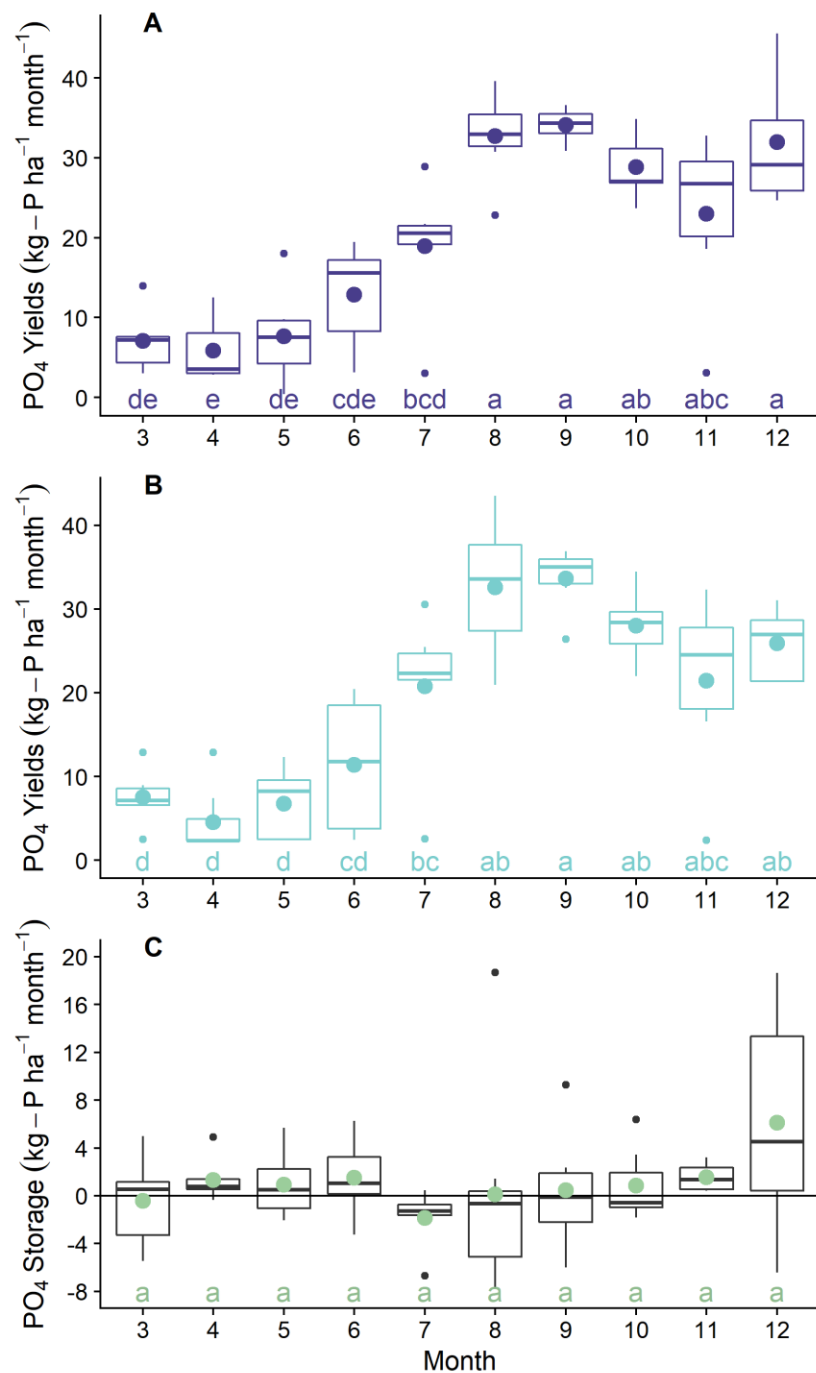 A
PO₄ Yields (kg – P ha⁻¹ month⁻¹)
40
30
20
10
0
de e de cde bcd a a ab abc a
3 4 5 6 7 8 9 10 11 12
B
PO₄ Yields (kg – P ha⁻¹ month⁻¹)
40
30
20
10
0
d d d cd bc ab a ab abc ab
3 4 5 6 7 8 9 10 11 12
C
PO₄ Storage (kg – P ha⁻¹ month⁻¹)
20
16
12
8
4
0
-4
-8
a a a a a a a a a a
3 4 5 6 7 8 9 10 11 12
Month